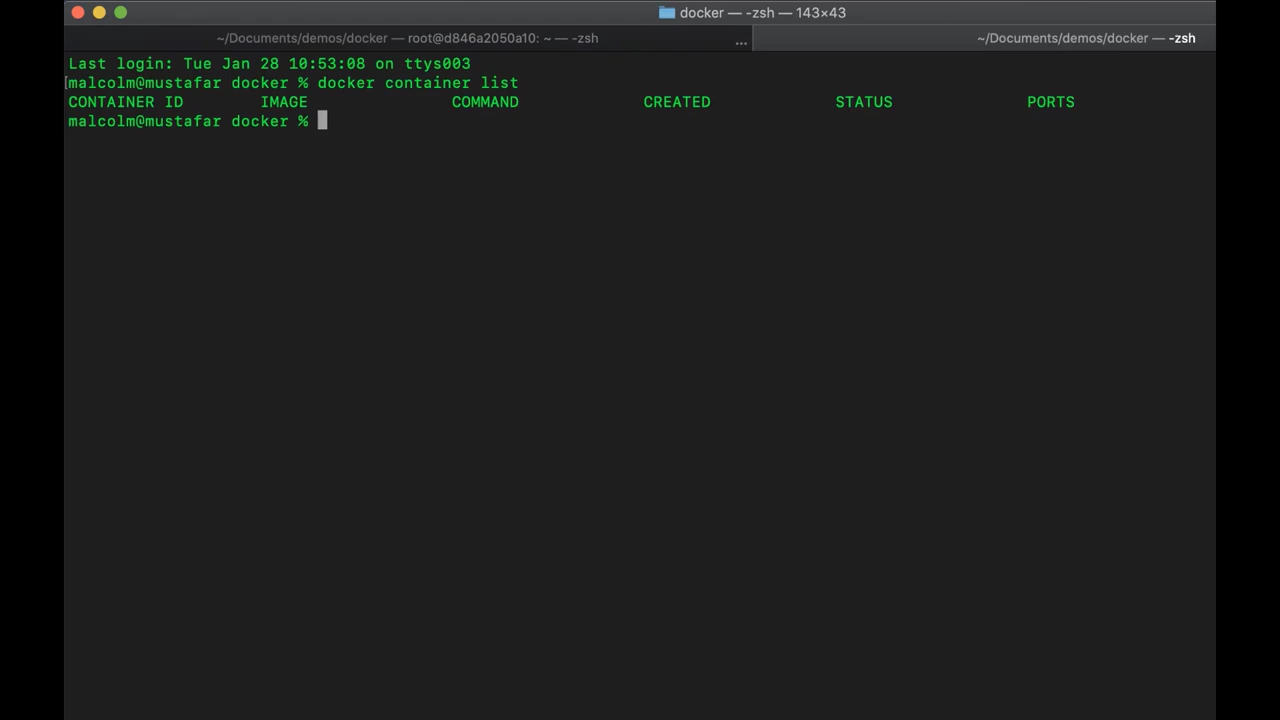 docker — -zsh — 143×43
~/Documents/demos/docker — root@d846a2050a10: ~ — -zsh ... ~/Documents/demos/docker — -zsh
Last login: Tue Jan 28 10:53:08 on ttys003
[malcolm@mustafar docker % docker container list
CONTAINER ID IMAGE COMMAND CREATED STATUS PORTS
malcolm@mustafar docker %